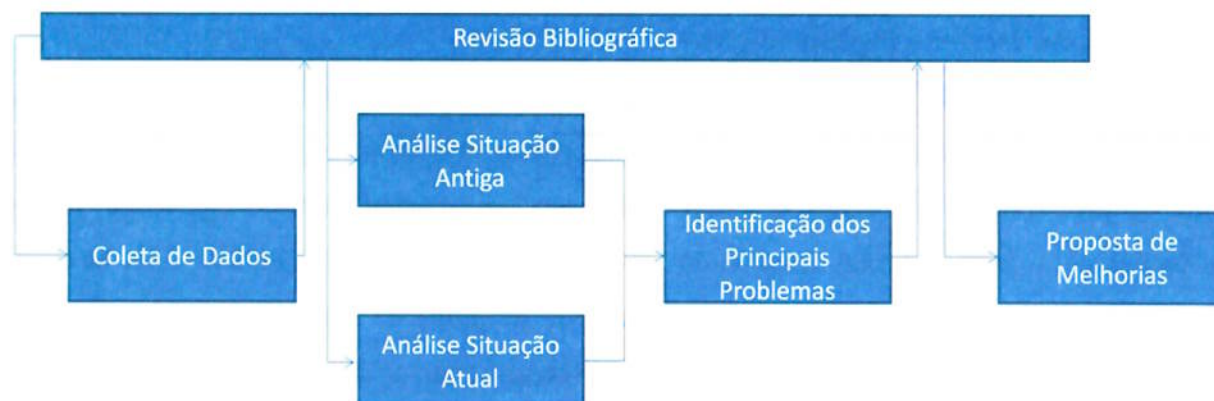 Revisão Bibliográfica
Análise Situação
Antiga
Coleta de Dados
Identificação dos
Principais
Problemas
Proposta de
Melhorias
Análise Situação
Atual